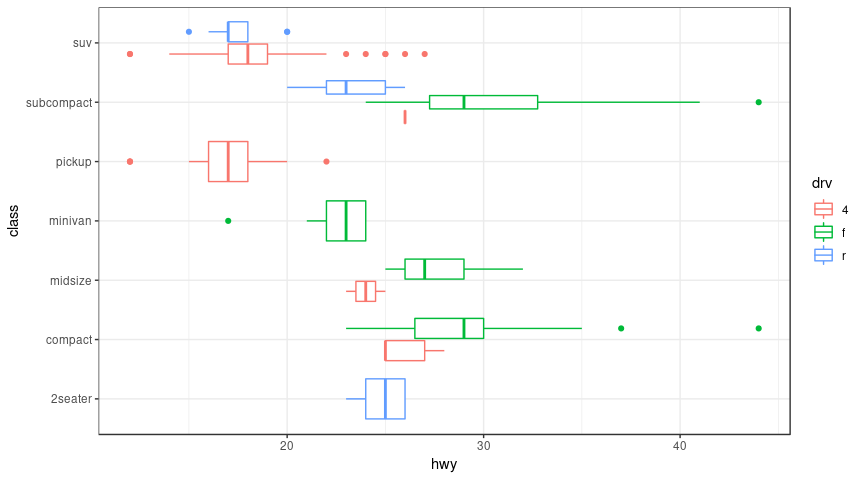 class
suv
subcompact
pickup
minivan
midsize
compact
2seater
20 30 40
hwy
drv
4
f
r